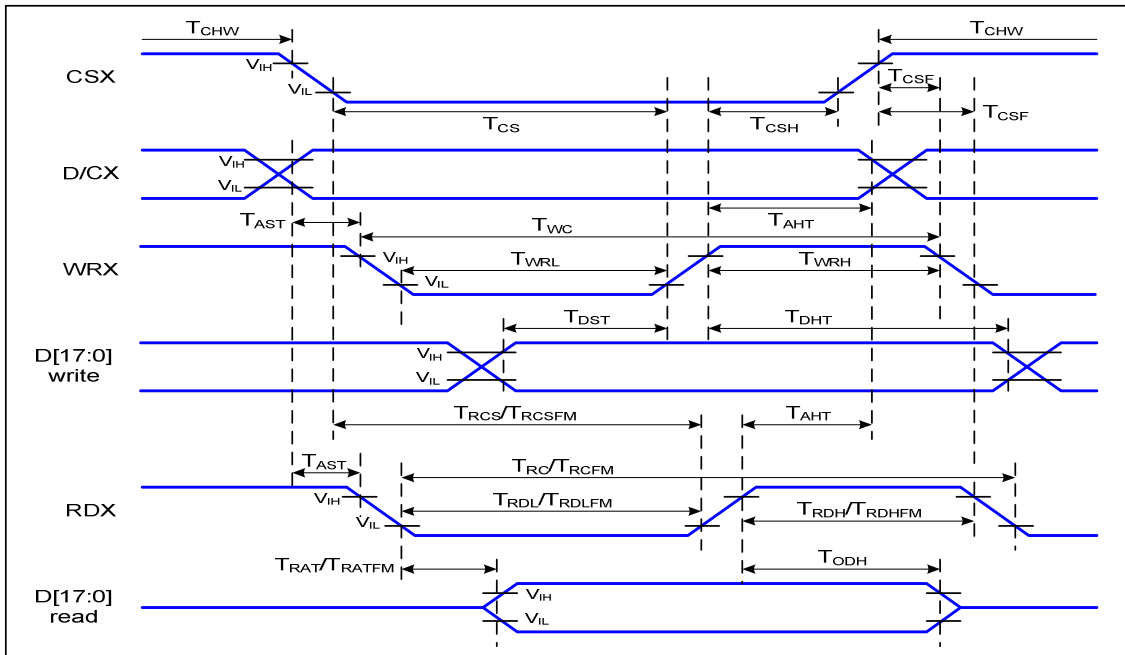 TCHW TCHW
CSX VIH VIL TCSF
TCS TCSH TCSF
D/CX VIH VIL
TAST TWC TAHT
WRX VIH VIL TWRL TWRH
TDST TDHT
D[17:0]
write
VIH
VIL
TRCS/TRCSFM TAHT
TAST TRC/TRCFM
RDX VIH VIL TRDL/TRDLFM TRDH/TRDHFM
TRAT/TRATFM TODH
D[17:0]
read
VIH
VIL